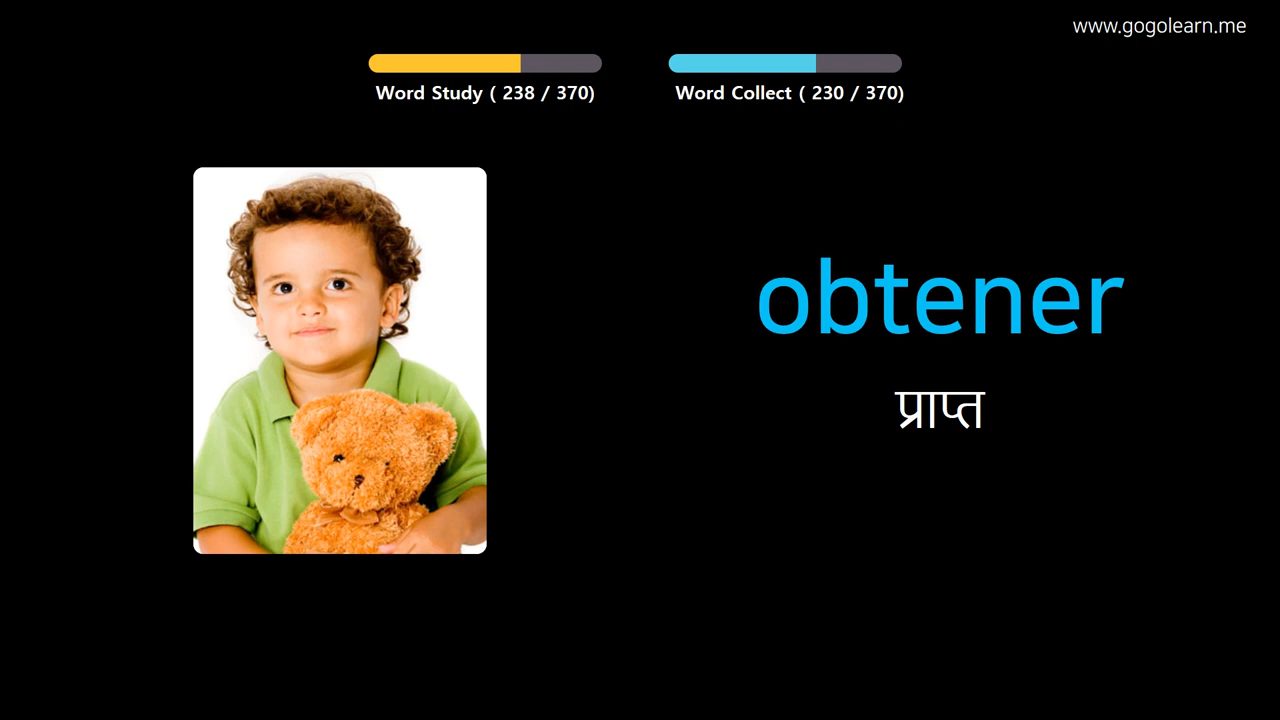 www.gogolearn.me
Word Study ( 238 / 370)
Word Collect ( 230 / 370)
obtener
प्राप्त